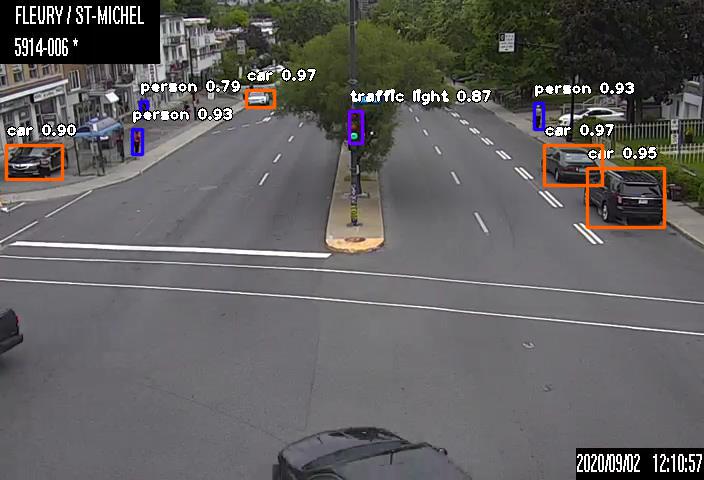 FLEURY / ST-MICHEL
5914-006 *
person 0.79
car 0.97
traffic light 0.87
person 0.93
person 0.93
car 0.90
car 0.97
car 0.95
2020/09/02 12:10:57